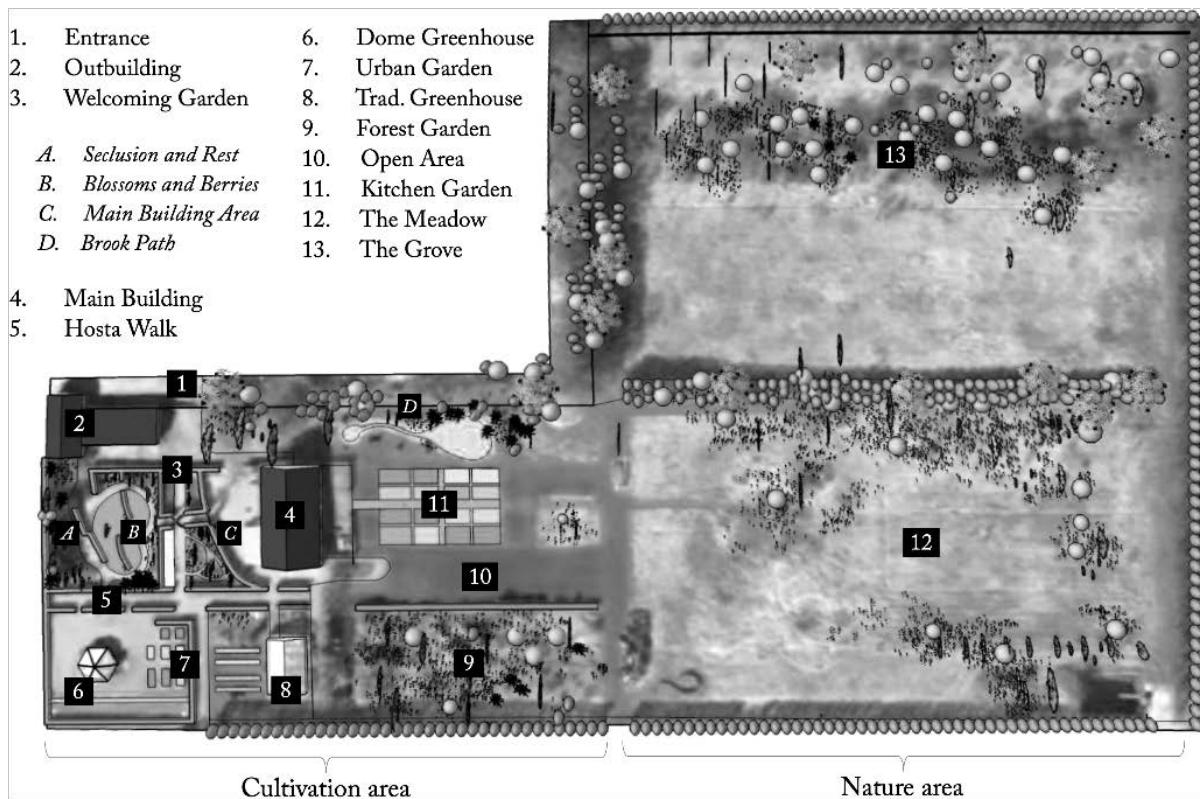 1. Entrance
2. Outbuilding
3. Welcoming Garden
A. Seclusion and Rest
B. Blossoms and Berries
C. Main Building Area
D. Brook Path
4. Main Building
5. Hosta Walk
6. Dome Greenhouse
7. Urban Garden
8. Trad. Greenhouse
9. Forest Garden
10. Open Area
11. Kitchen Garden
12. The Meadow
13. The Grove
13
1
D
2
3
11
4
A
B
C
12
10
5
9
7
6
8
Cultivation area
Nature area